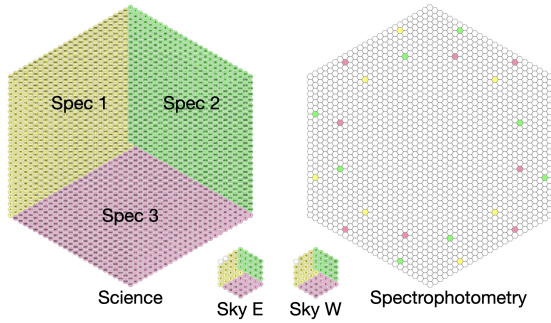 Spec 1
Spec 2
Spec 3
Science
Sky E
Sky W
Spectrophotometry